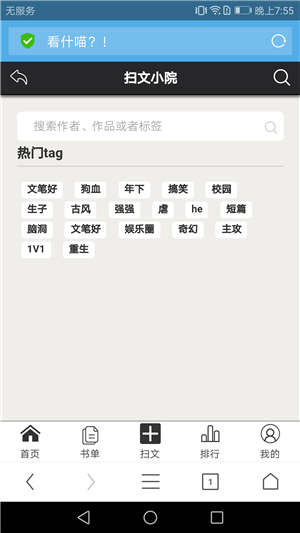 无服务 晚上7:55
看什喵？！
扫文小院
搜索作者、作品或者标签
热门tag
文笔好 狗血 年下 搞笑 校园
生子 古风 强强 虐 he 短篇
脑洞 文笔好 娱乐圈 奇幻 主攻
1V1 重生
首页 书单 扫文 排行 我的
1